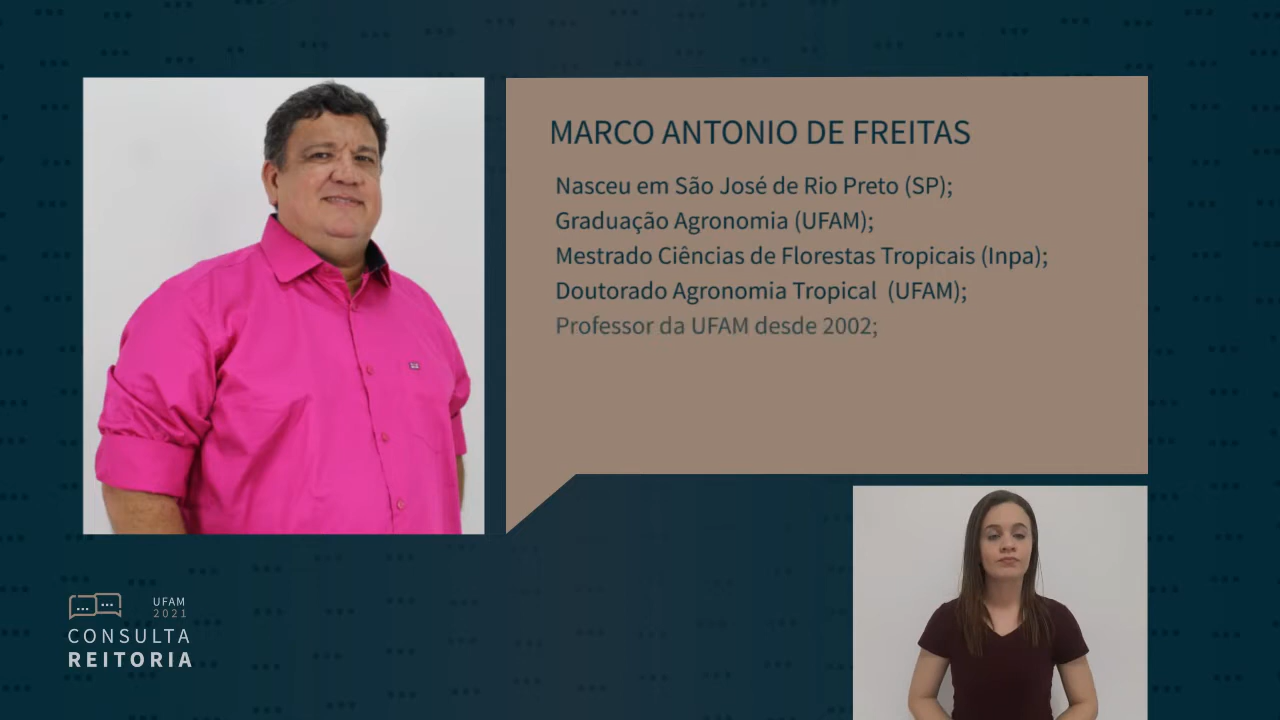 MARCO ANTONIO DE FREITAS
Nasceu em São José de Rio Preto (SP);
Graduação Agronomia (UFAM);
Mestrado Ciências de Florestas Tropicais (Inpa);
Doutorado Agronomia Tropical (UFAM);
Professor da UFAM desde 2002;
UFAM
2021
CONSULTA
REITORIA